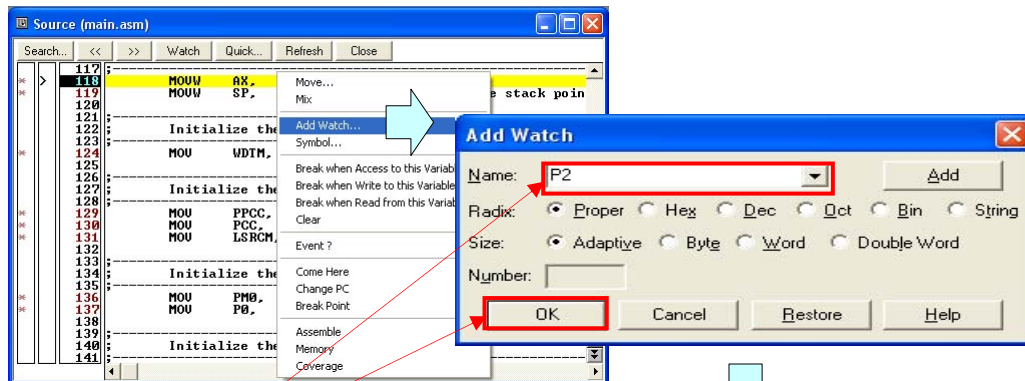 Source (main.asm)
Search... << >> Watch Quick... Refresh Close
117 ;
118 MOVW AX,
119 MOVW SP, e stack poin
120
121 ;
122 ; Initialize the
123 ;
124 MOV WDTM,
125
126 ;
127 ; Initialize the
128 ;
129 MOV PPCC,
130 MOV PCC,
131 MOV LSRCM,
132
133 ;
134 ; Initialize the
135 ;
136 MOV PM0,
137 MOV P0,
138
139 ;
140 ; Initialize the
141 ;
Move...
Mix
Add Watch...
Symbol...
Break when Access to this Variab
Break when Write to this Variable
Break when Read from this Variab
Clear
Event ?
Come Here
Change PC
Break Point
Assemble
Memory
Coverage
Add Watch
Name: P2 Add
Radix: Proper Hex Dec Oct Bin String
Size: Adaptive Byte Word Double Word
Number:
OK Cancel Restore Help